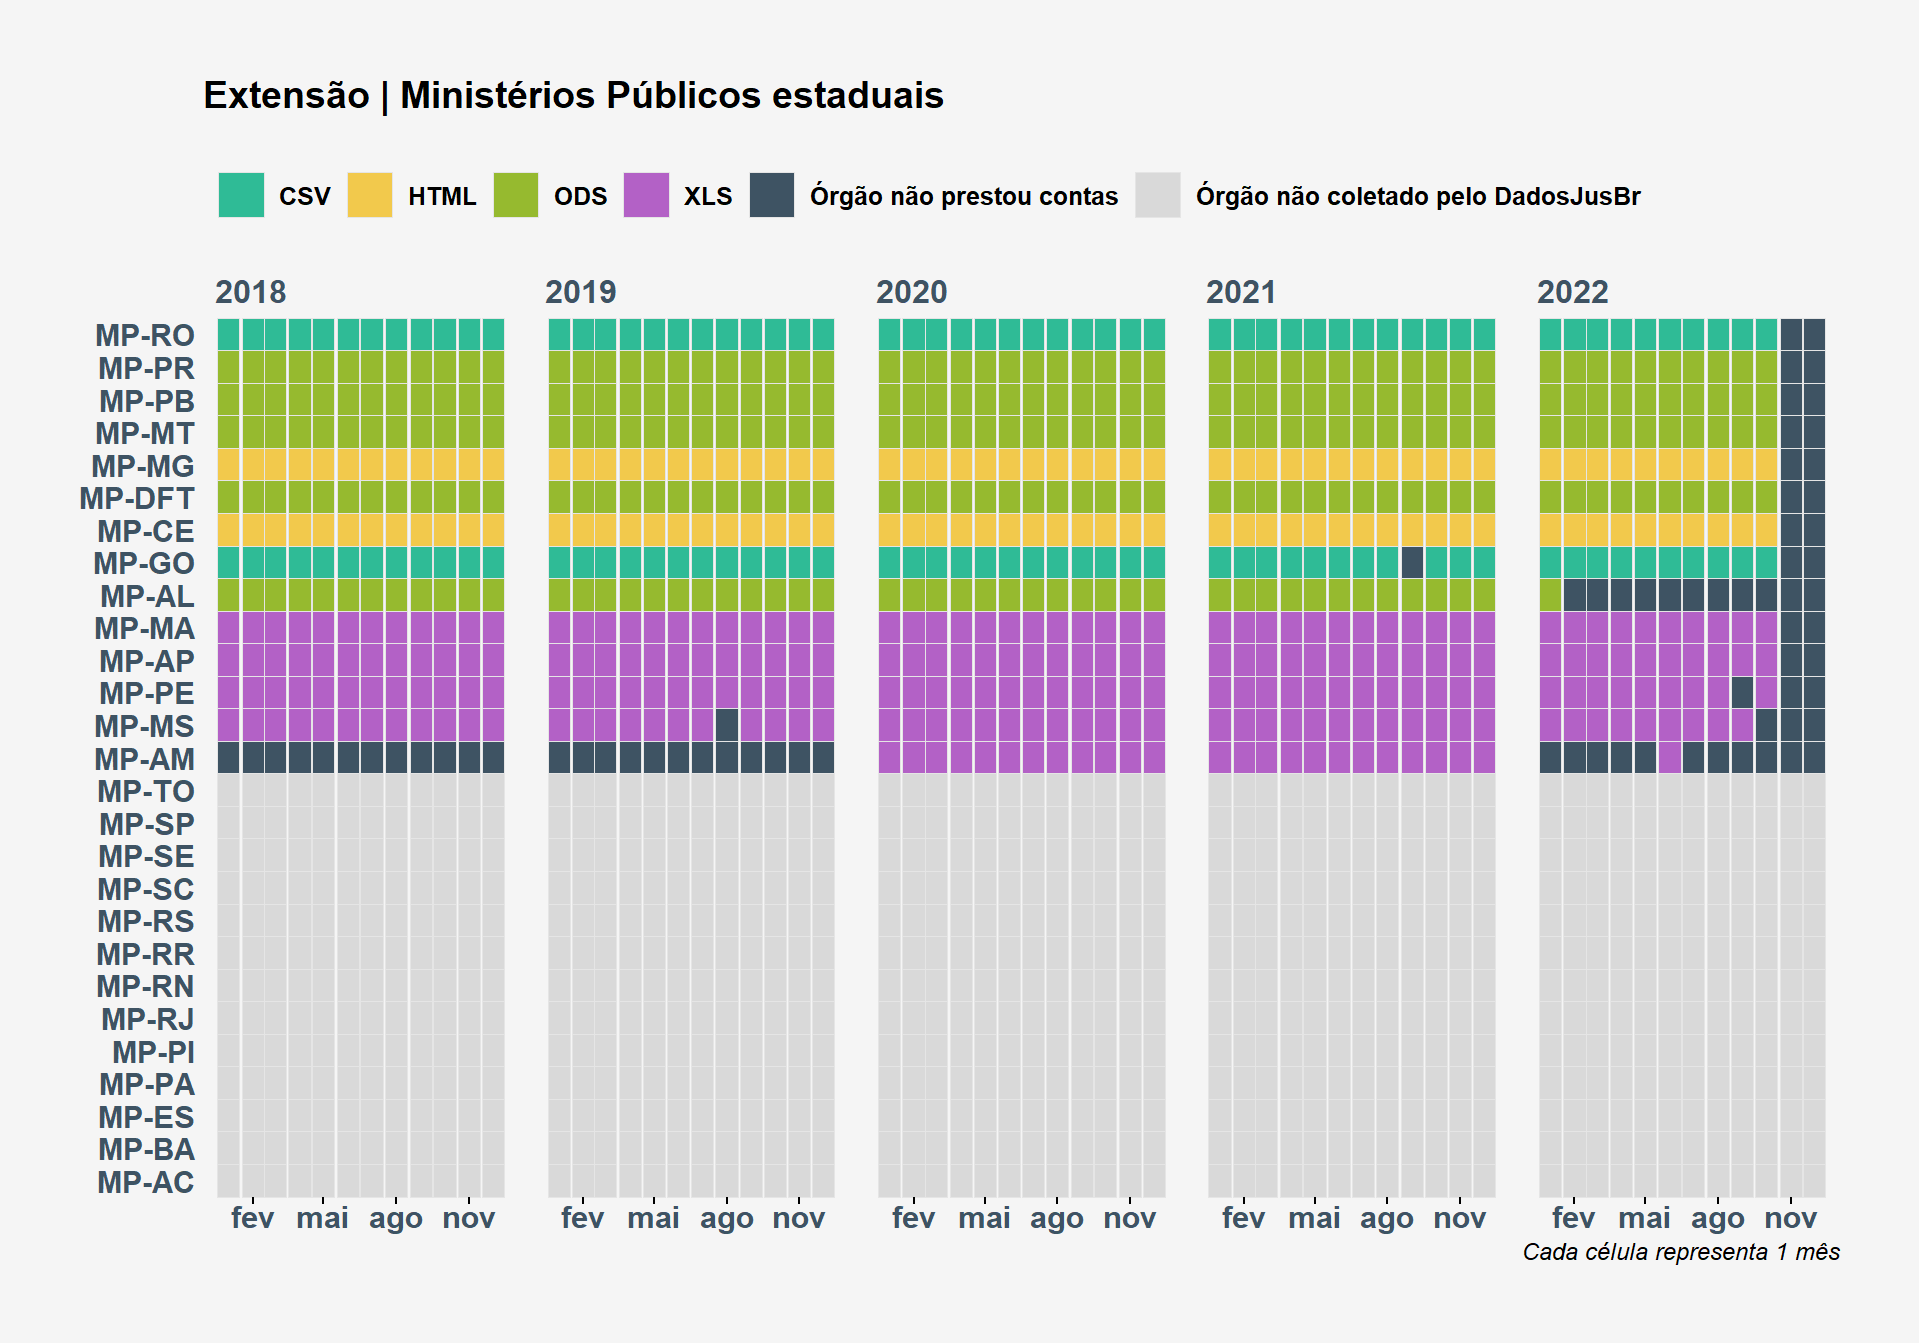 Extensão | Ministérios Públicos estaduais
CSV HTML ODS XLS Órgão não prestou contas Órgão não coletado pelo DadosJusBr
2018 2019 2020 2021 2022
MP-RO
MP-PR
MP-PB
MP-MT
MP-MG
MP-DFT
MP-CE
MP-GO
MP-AL
MP-MA
MP-AP
MP-PE
MP-MS
MP-AM
MP-TO
MP-SP
MP-SE
MP-SC
MP-RS
MP-RR
MP-RN
MP-RJ
MP-PI
MP-PA
MP-ES
MP-BA
MP-AC
fev mai ago nov fev mai ago nov fev mai ago nov fev mai ago nov fev mai ago nov
Cada célula representa 1 mês